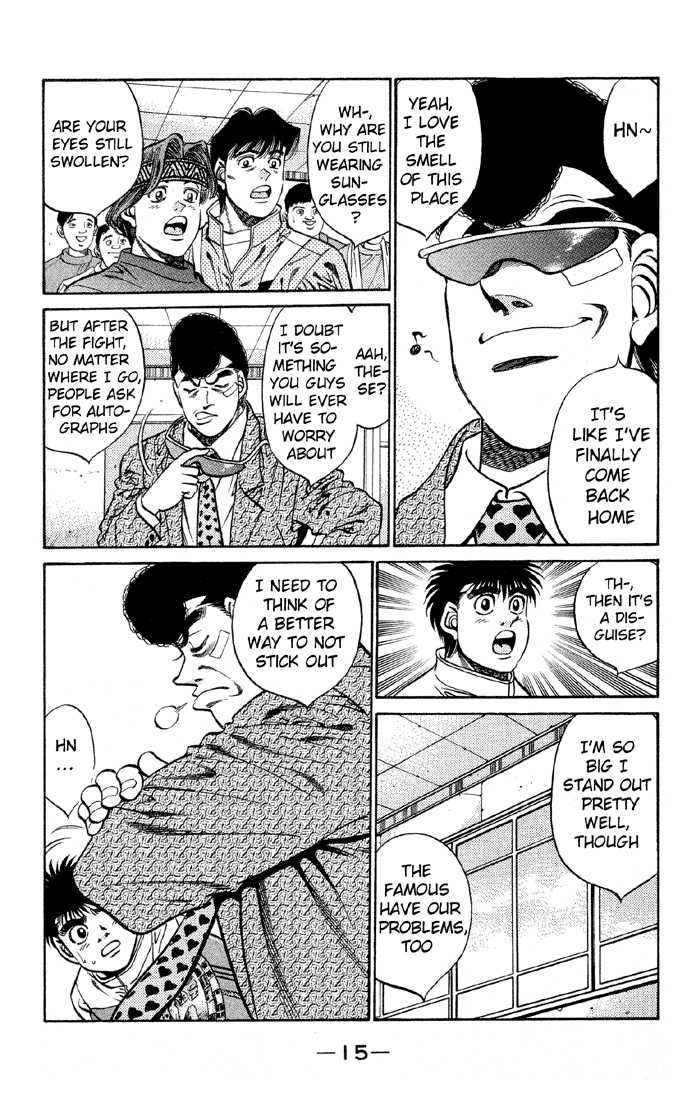 HN~
YEAH,
I LOVE
THE
SMELL
OF THIS
PLACE
IT'S
LIKE I'VE
FINALLY
COME
BACK
HOME
WH-,
WHY ARE
YOU STILL
WEARING
SUN-
GLASSES
?
ARE YOUR
EYES STILL
SWOLLEN?
AAH,
THE-
SE?
I DOUBT
IT'S SO-
METHING
YOU GUYS
WILL EVER
HAVE TO
WORRY
ABOUT
BUT AFTER
THE FIGHT,
NO MATTER
WHERE I GO,
PEOPLE ASK
FOR AUTO-
GRAPHS
TH-,
THEN IT'S
A DIS-
GUISE?
I'M SO
BIG I
STAND OUT
PRETTY
WELL,
THOUGH
THE
FAMOUS
HAVE OUR
PROBLEMS,
TOO
I NEED TO
THINK OF
A BETTER
WAY TO NOT
STICK OUT
HN
...
—15—